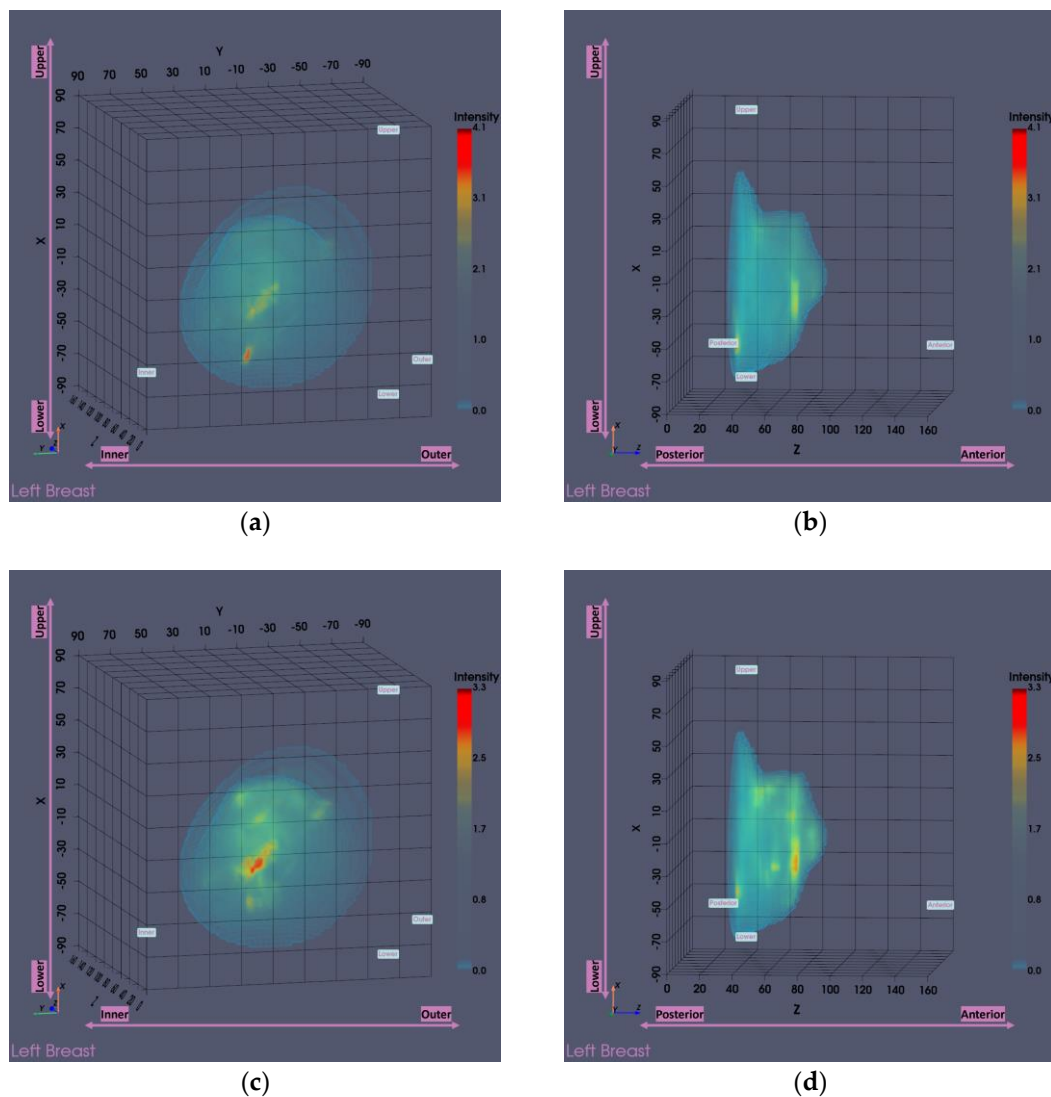 Upper
Y
90 70 50 30 10 -10 -30 -50 -70 -90
90
Upper
Intensity
4.1
70
50
30
3.1
10
X
-10
2.1
-30
-50
1.0
-70
Outer
-90
Inner
Lower
0.0
Lower
X
Y
Z
Inner
Outer
Left Breast
(a)
Upper
Upper
Intensity
4.1
90
70
50
3.1
30
10
2.1
X
-10
-30
1.0
-50
Posterior
Anterior
-70
Lower
-90
0.0
0 20 40 60 80 100 120 140 160
Z
Lower
X
Y
Z
Posterior
Anterior
Left Breast
(b)
Upper
Y
90 70 50 30 10 -10 -30 -50 -70 -90
90
Upper
Intensity
3.3
70
50
30
2.5
10
X
-10
1.7
-30
-50
0.8
-70
Outer
-90
Inner
Lower
0.0
Lower
X
Y
Inner
Outer
Left Breast
(c)
Upper
Upper
Intensity
3.3
90
70
50
2.5
30
10
1.7
X
-10
-30
0.8
-50
Posterior
Anterior
-70
Lower
-90
0.0
0 20 40 60 80 100 120 140 160
Z
Lower
X
Y
Z
Posterior
Anterior
Left Breast
(d)